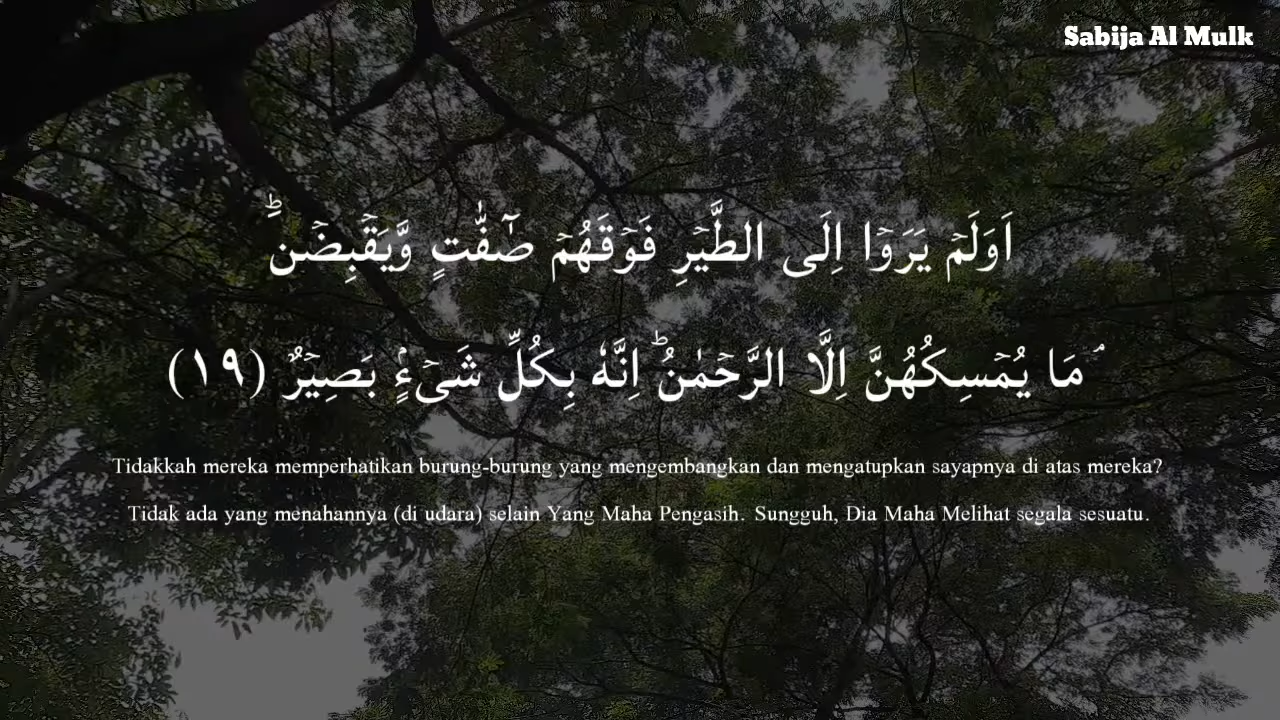 Sabija Al Mulk
اَوَلَمۡ يَرَوۡا اِلَى الطَّيۡرِ فَوۡقَهُمۡ صٰٓفّٰتٍ وَّيَقۡبِضۡنَ ؕ
ؔ مَا يُمۡسِكُهُنَّ اِلَّا الرَّحۡمٰنُ ؕ اِنَّهٗ بِكُلِّ شَىۡءٍۢ بَصِيۡرٌ (١٩)
Tidakkah mereka memperhatikan burung-burung yang mengembangkan dan mengatupkan sayapnya di atas mereka?
Tidak ada yang menahannya (di udara) selain Yang Maha Pengasih. Sungguh, Dia Maha Melihat segala sesuatu.